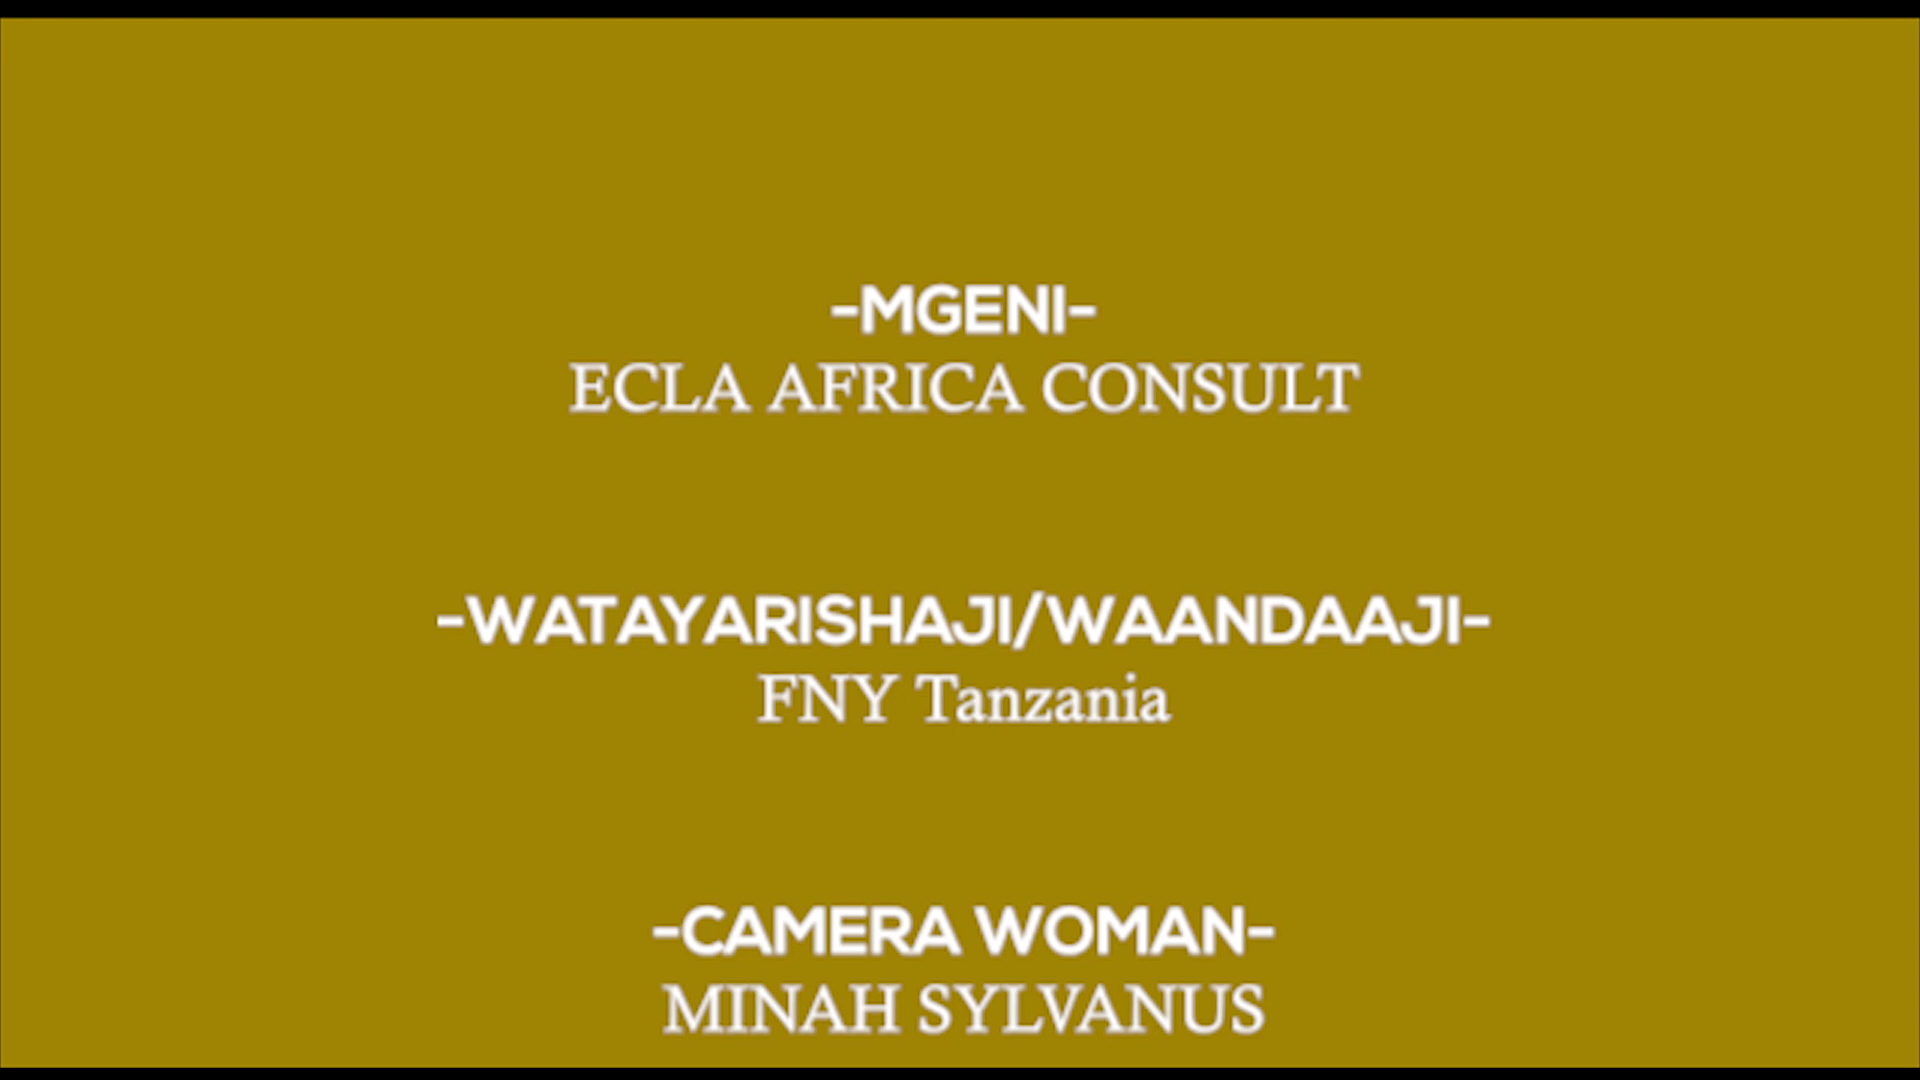 -MGENI-
ECLA AFRICA CONSULT
-WATAYARISHAJI/WAANDAAJI-
FNY Tanzania
-CAMERA WOMAN-
MINAH SYLVANUS